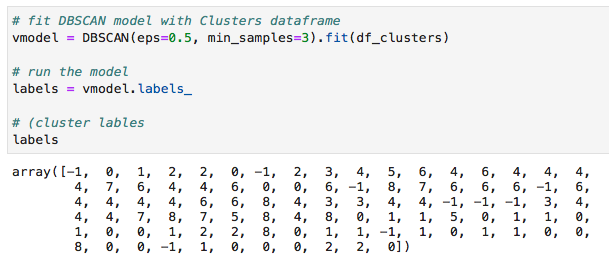 # fit DBSCAN model with Clusters dataframe
vmodel = DBSCAN(eps=0.5, min_samples=3).fit(df_clusters)
# run the model
labels = vmodel.labels_
# (cluster lables
labels
array([-1, 0, 1, 2, 2, 0, -1, 2, 3, 4, 5, 6, 4, 6, 4, 4, 4,
4, 7, 6, 4, 4, 6, 0, 0, 6, -1, 8, 7, 6, 6, 6, -1, 6,
4, 4, 4, 4, 6, 6, 8, 4, 3, 3, 4, 4, -1, -1, -1, 3, 4,
4, 4, 7, 8, 7, 5, 8, 4, 8, 0, 1, 1, 5, 0, 1, 1, 0,
1, 0, 0, 1, 2, 2, 8, 0, 1, 1, -1, 1, 0, 1, 1, 0, 0,
8, 0, 0, -1, 1, 0, 0, 0, 2, 2, 0])